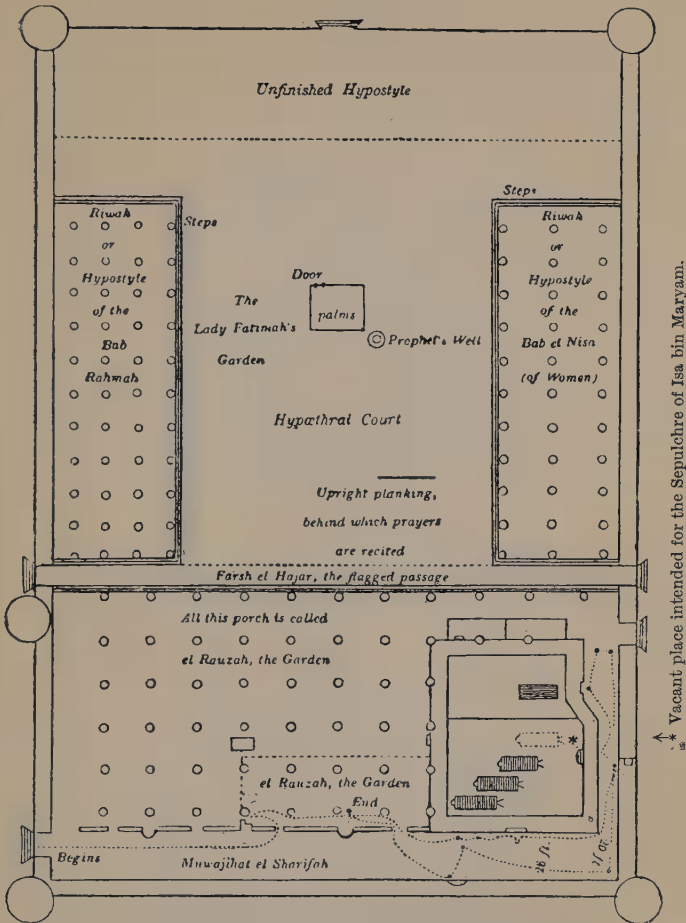 Unfinished Hypostyle
Steps
Riwak
or
Hypostyle
of the
Bab
Rahmah
Steps
Riwak
or
Hypostyle
of the
Bab el Nisa
(of Women)
Door
palms
The
Lady Fatimah's
Garden
Prophet's Well
Hypæthral Court
Upright planking,
behind which prayers
are recited
Farsh el Hajar, the flagged passage
All this porch is called
el Rauzah, the Garden
*
el Rauzah, the Garden
End
Begins
Muwajihat el Sharifah
26 ft.
* Vacant place intended for the Sepulchre of Isa bin Maryam.